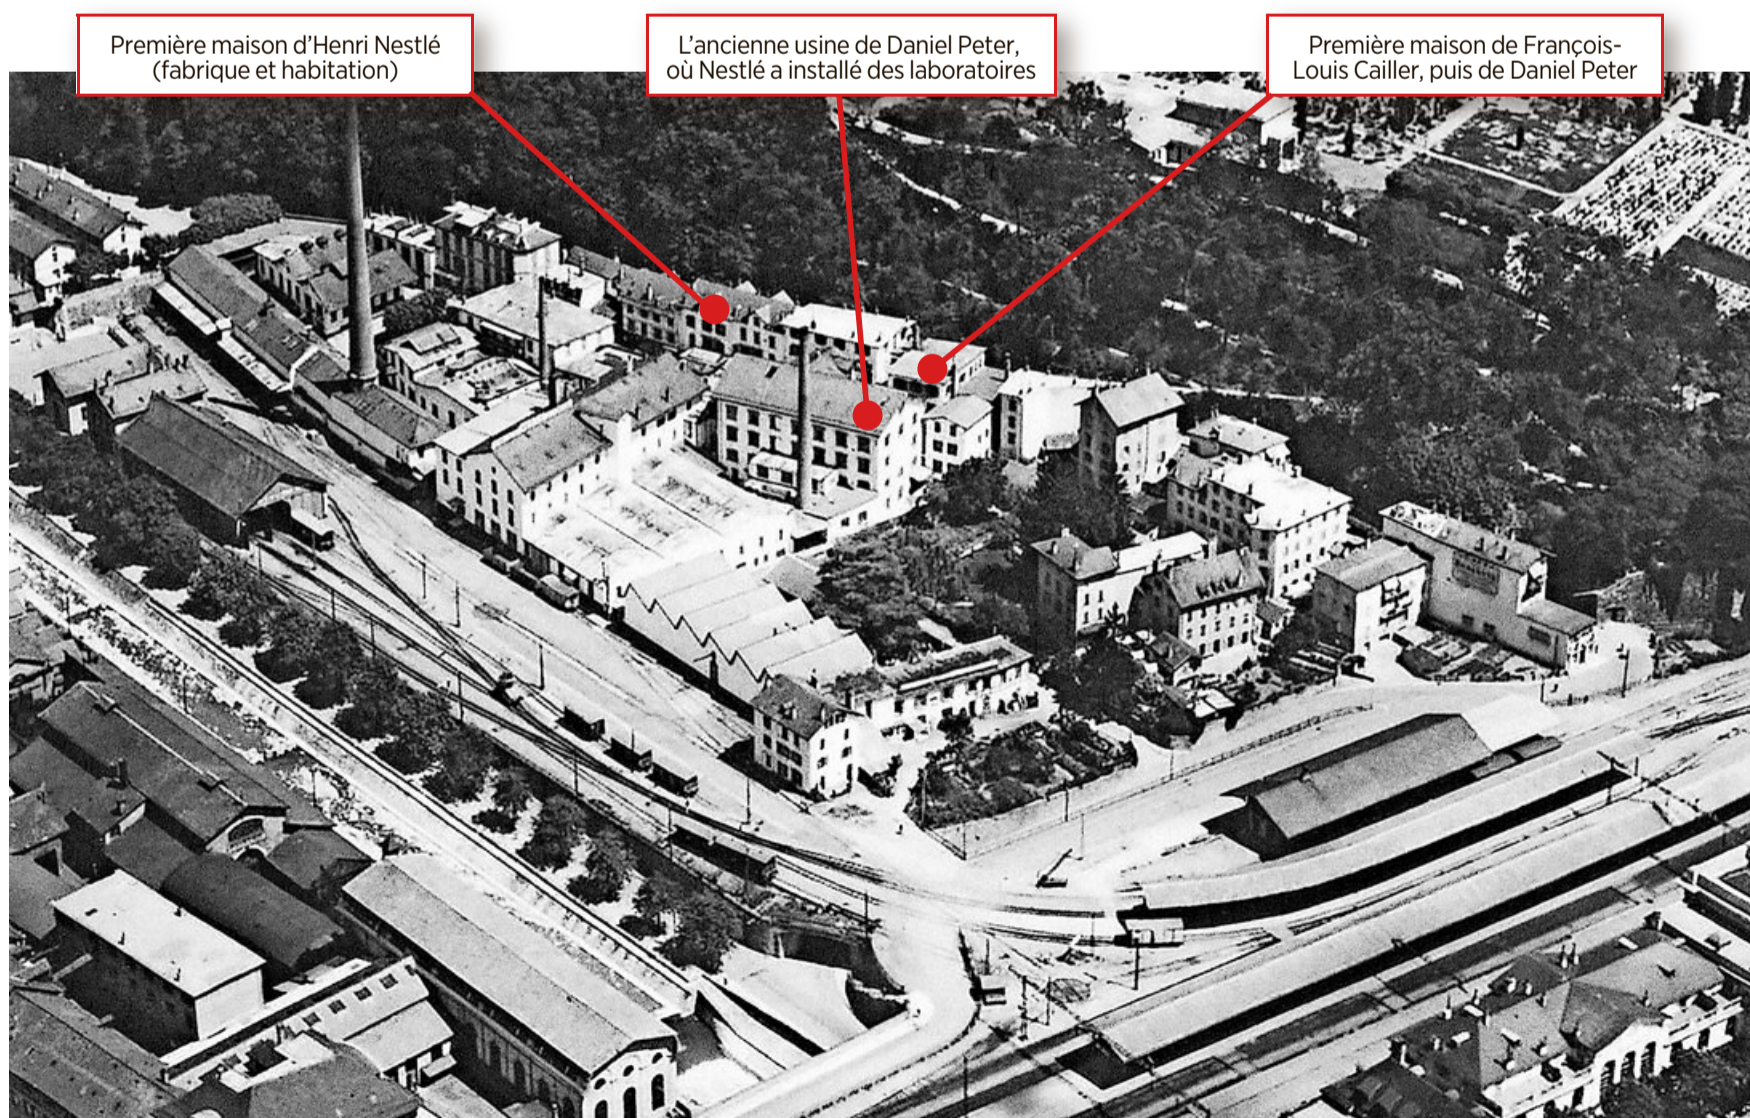 Première maison d’Henri Nestlé
(fabrique et habitation)
L’ancienne usine de Daniel Peter,
où Nestlé a installé des laboratoires
Première maison de François-
Louis Cailler, puis de Daniel Peter